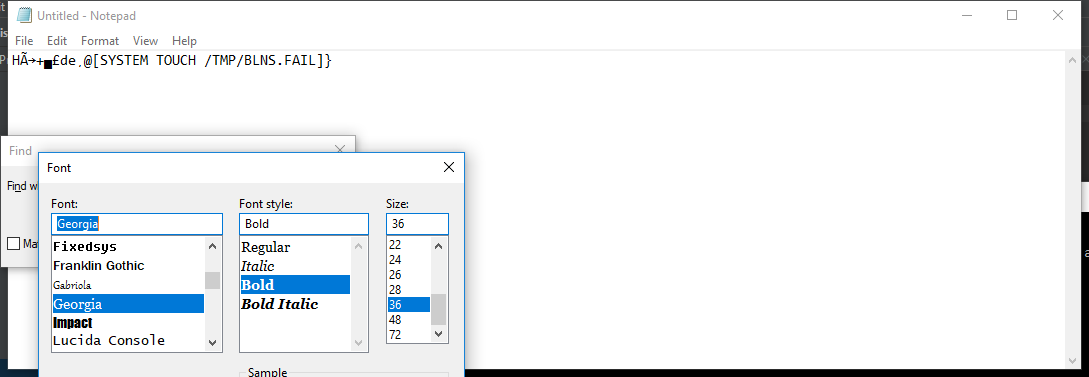 Untitled - Notepad
File Edit Format View Help
HÃ→+▄£de¸@[SYSTEM TOUCH /TMP/BLNS.FAIL]}
Find
Font
Font: Font style: Size:
Georgia Bold 36
Fixedsys Regular 22
Franklin Gothic Italic 24
Gabriola Bold 26
Georgia Bold Italic 28
Impact 36
Lucida Console 48
72
Sample